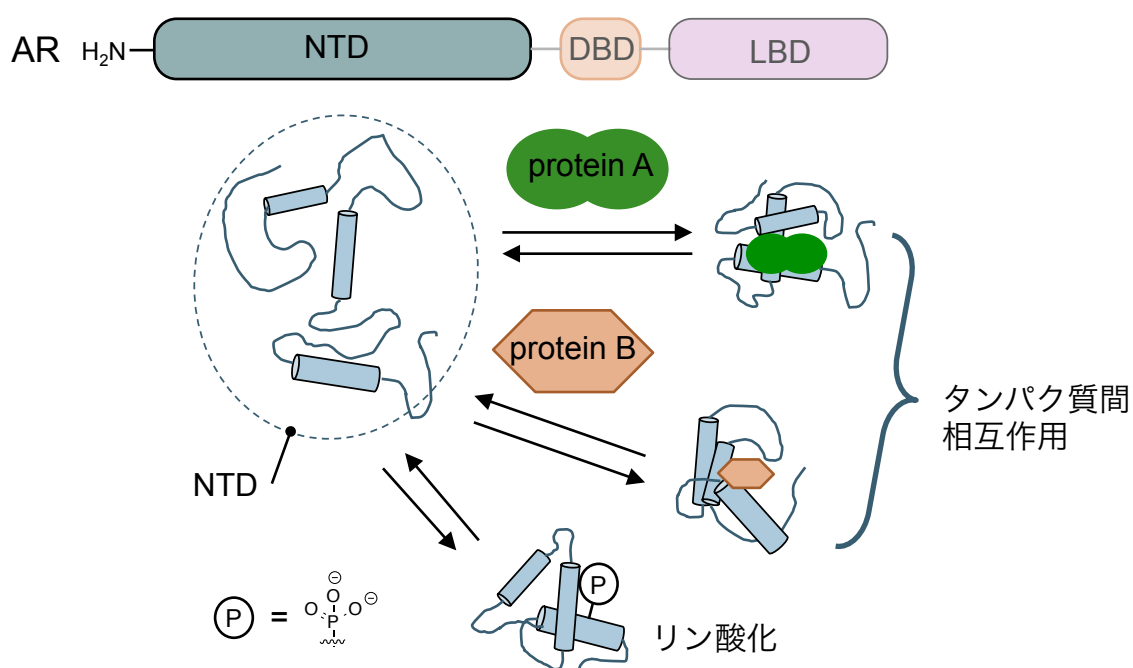 AR H₂N NTD DBD LBD
protein A
protein B
タンパク質間
相互作用
NTD
P = O⊖ O P O⊖
P
リン酸化